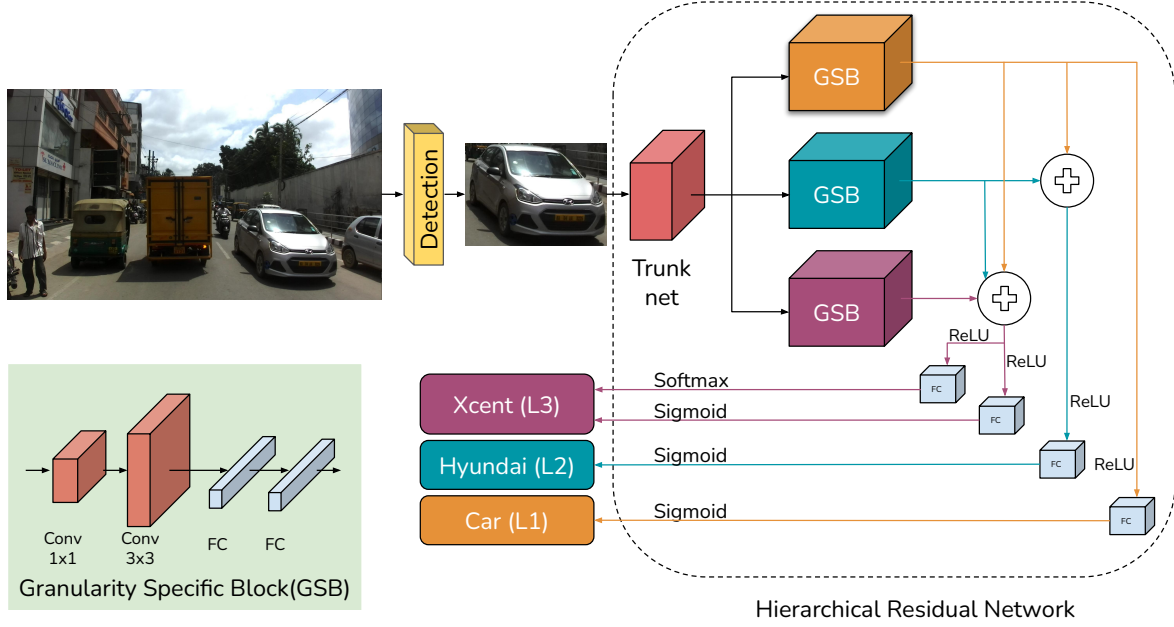 GSB
Detection
GSB
Trunk
net
GSB
ReLU
ReLU
FC
Softmax
Xcent (L3)
FC
Sigmoid
ReLU
Hyundai (L2)
Sigmoid
FC
ReLU
Car (L1)
Sigmoid
FC
Conv
1x1
Conv
3x3
FC
FC
Granularity Specific Block(GSB)
Hierarchical Residual Network